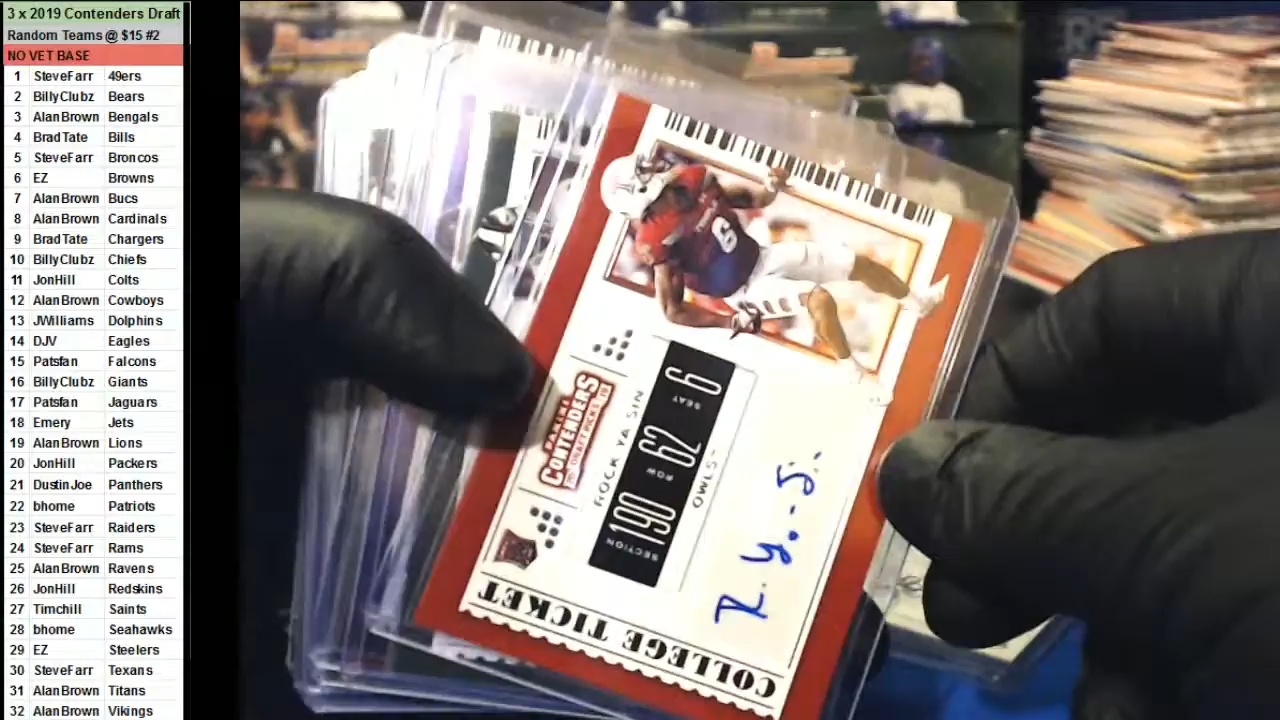 3 x 2019 Contenders Draft
Random Teams @ $15 #2
NO VET BASE
1 SteveFarr 49ers
2 BillyClubz Bears
3 AlanBrown Bengals
4 BradTate Bills
5 SteveFarr Broncos
6 EZ Browns
7 AlanBrown Bucs
8 AlanBrown Cardinals
9 BradTate Chargers
10 BillyClubz Chiefs
11 JonHill Colts
12 AlanBrown Cowboys
13 JWilliams Dolphins
14 DJV Eagles
15 Patsfan Falcons
16 BillyClubz Giants
17 Patsfan Jaguars
18 Emery Jets
19 AlanBrown Lions
20 JonHill Packers
21 DustinJoe Panthers
22 bhome Patriots
23 SteveFarr Raiders
24 SteveFarr Rams
25 AlanBrown Ravens
26 JonHill Redskins
27 Timchill Saints
28 bhome Seahawks
29 EZ Steelers
30 SteveFarr Texans
31 AlanBrown Titans
32 AlanBrown Vikings
6
PANINI
CONTENDERS
DRAFT PICKS
ROCK YA SIN
SECTION 190 ROW 62 SEAT 6
OWLS
R. Y. - S.
COLLEGE TICKET